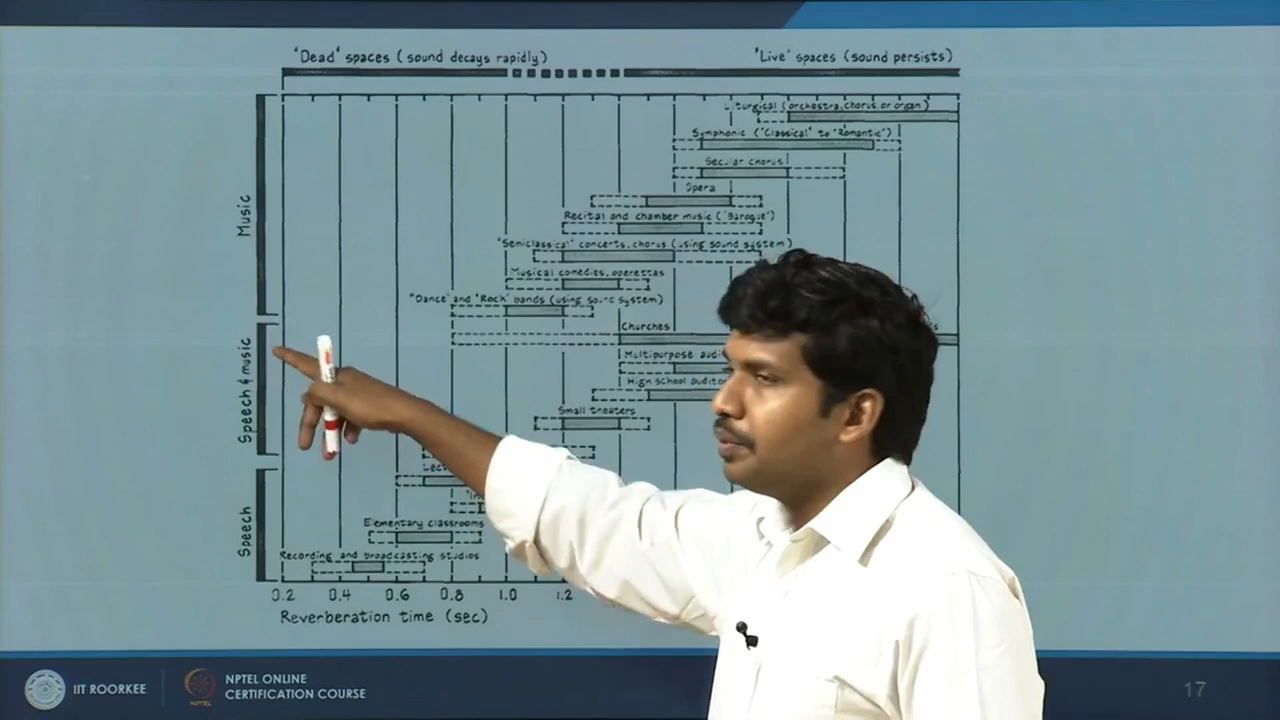 "Dead" spaces (sound decays rapidly) "Live" spaces (sound persists)
Liturgical (orchestra, chorus, or organ)
Symphonic ("Classical" to "Romantic")
Secular chorus
Opera
Recital and chamber music ("Baroque")
"Semiclassical" concerts, chorus (using sound system)
Musical comedies, operettas
"Dance" and "Rock" bands (using sound system)
Music
Churches
Multipurpose
High school
Small theaters
Speech & music
Elementary classrooms
Recording and broadcasting studios
Speech
0.2 0.4 0.6 0.8 1.0 1.2
Reverberation time (sec)
IIT ROORKEE
NPTEL
NPTEL ONLINE
CERTIFICATION COURSE
17